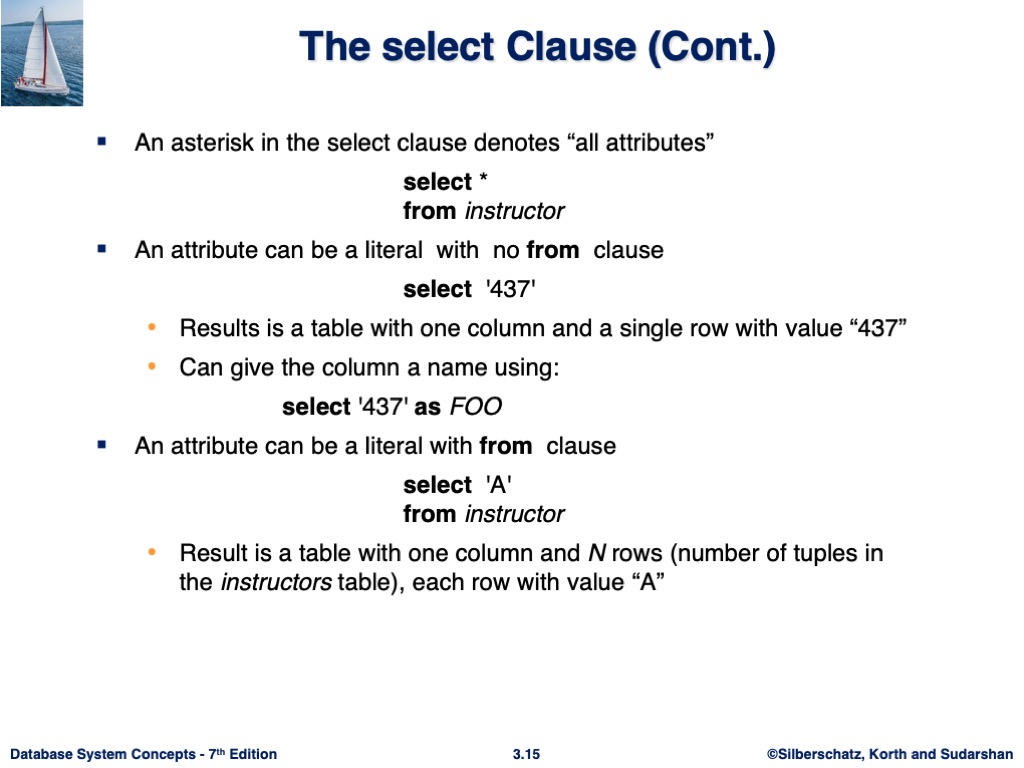 The select Clause (Cont.)
▪ An asterisk in the select clause denotes “all attributes”
select *
from instructor
▪ An attribute can be a literal with no from clause
select '437'
• Results is a table with one column and a single row with value “437”
• Can give the column a name using:
select '437' as FOO
▪ An attribute can be a literal with from clause
select 'A'
from instructor
• Result is a table with one column and N rows (number of tuples in
the instructors table), each row with value “A”
Database System Concepts - 7th Edition
3.15
©Silberschatz, Korth and Sudarshan